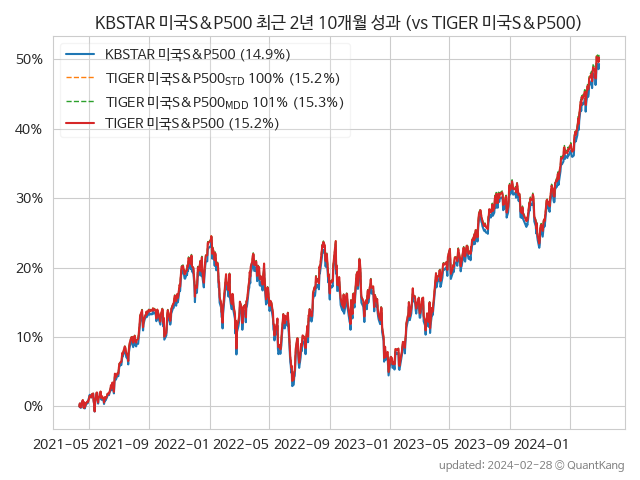 KBSTAR 미국S&P500 최근 2년 10개월 성과 (vs TIGER 미국S&P500)
KBSTAR 미국S&P500 (14.9%)
TIGER 미국S&P500STD 100% (15.2%)
TIGER 미국S&P500MDD 101% (15.3%)
TIGER 미국S&P500 (15.2%)
50%
40%
30%
20%
10%
0%
2021-05 2021-09 2022-01 2022-05 2022-09 2023-01 2023-05 2023-09 2024-01
updated: 2024-02-28 © QuantKang